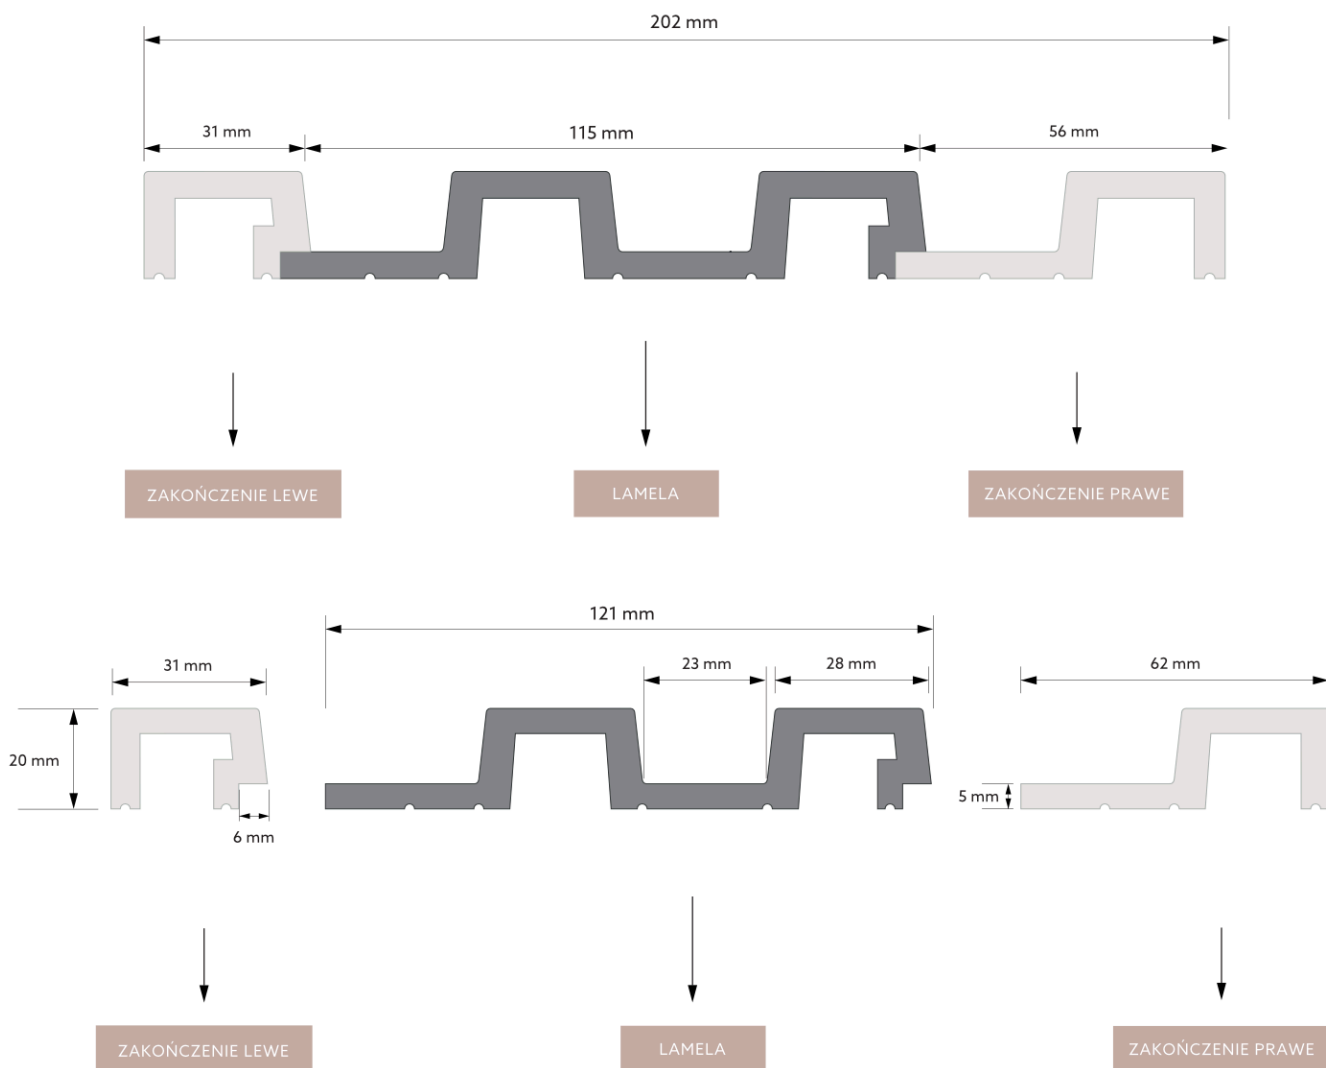 202 mm
31 mm
115 mm
56 mm
ZAKOŃCZENIE LEWE
LAMELA
ZAKOŃCZENIE PRAWE
121 mm
31 mm
23 mm
28 mm
62 mm
20 mm
5 mm
6 mm
ZAKOŃCZENIE LEWE
LAMELA
ZAKOŃCZENIE PRAWE